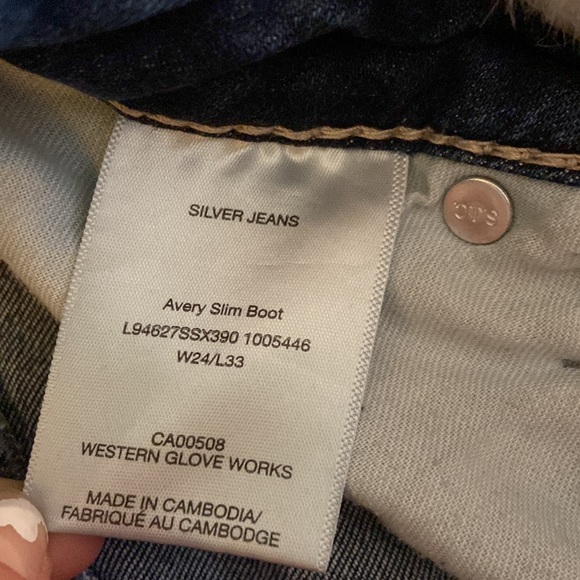 SILVER JEANS
Avery Slim Boot
L94627SSX390 1005446
W24/L33
CA00508
WESTERN GLOVE WORKS
MADE IN CAMBODIA/
FABRIQUÉ AU CAMBODGE